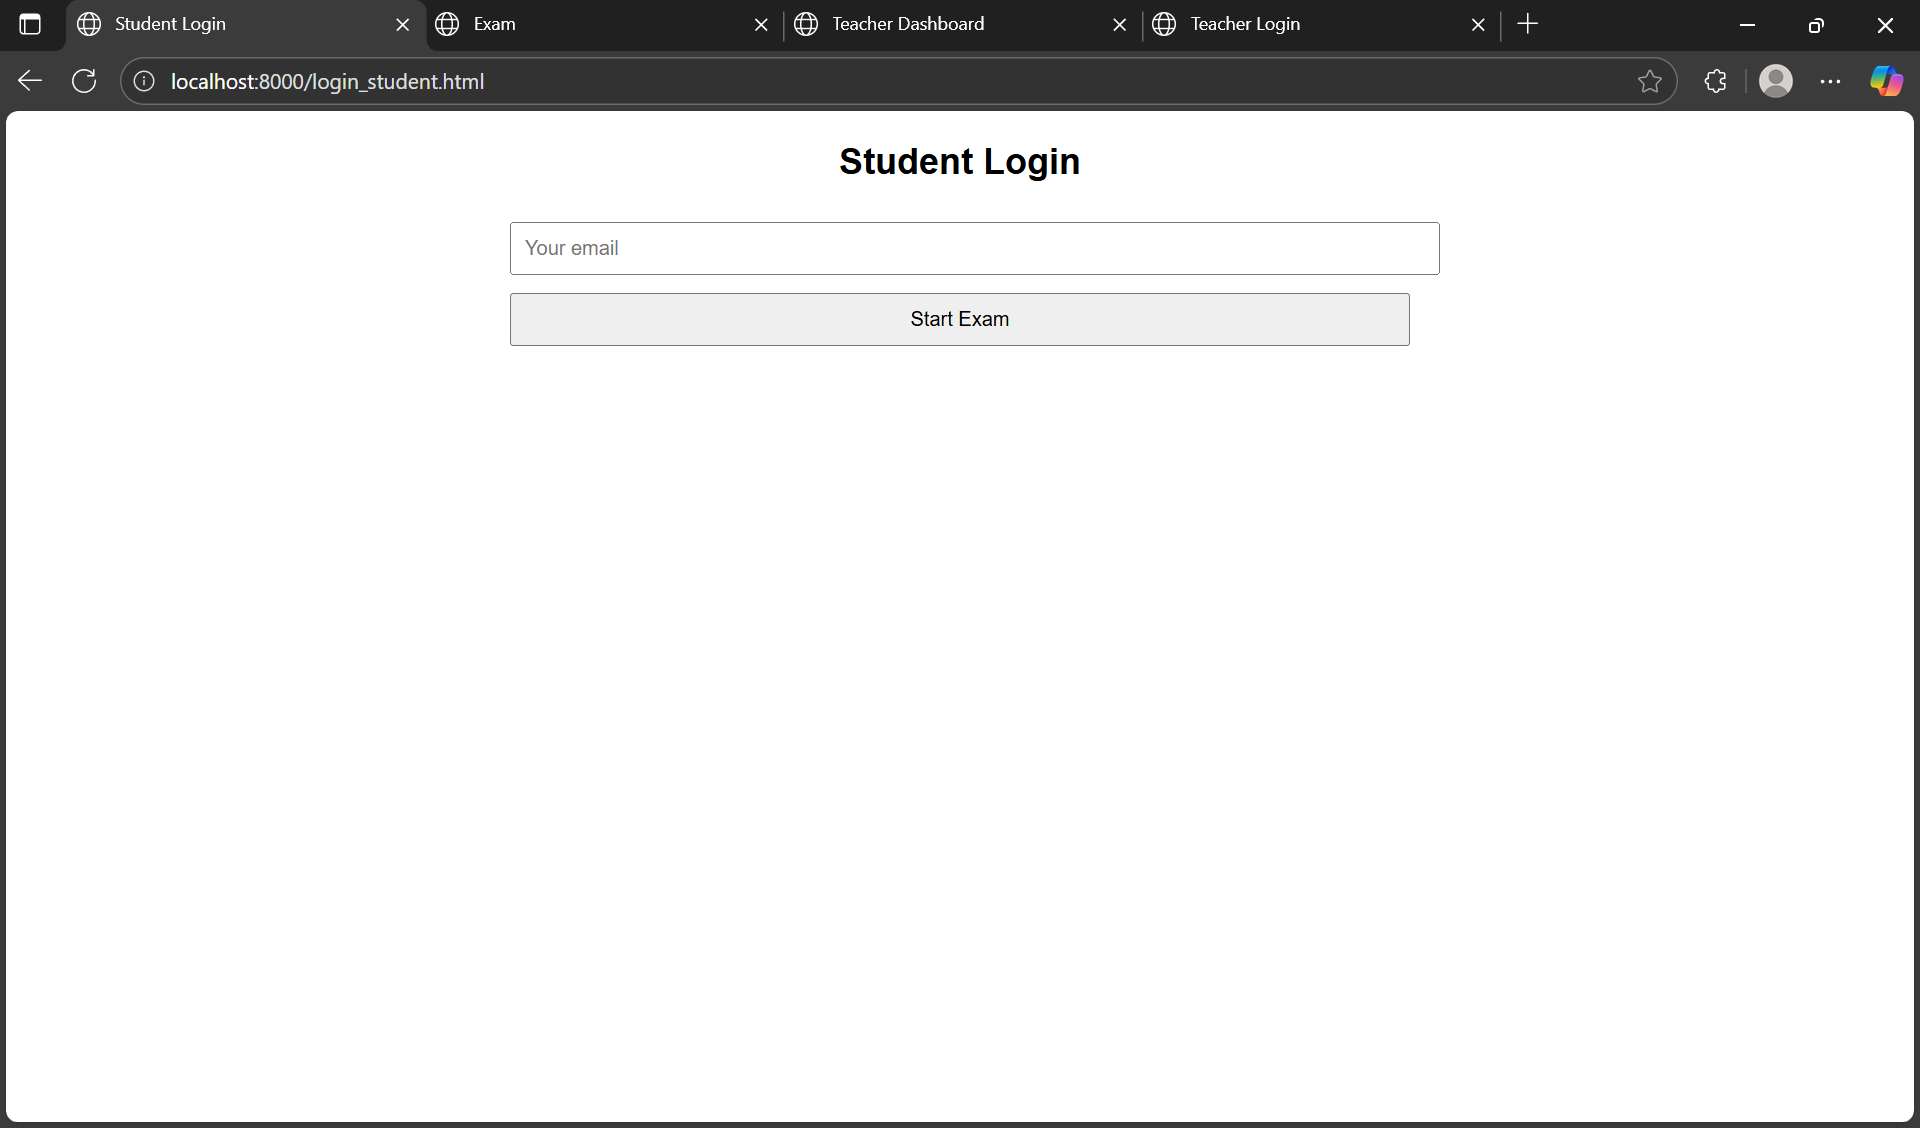 Student Login
Exam
Teacher Dashboard
Teacher Login
localhost:8000/login_student.html
Student Login
Your email
Start Exam